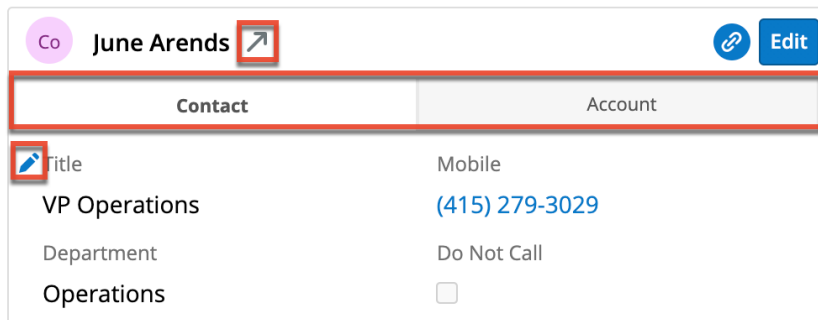 Co June Arends Edit
Contact Account
Title Mobile
VP Operations (415) 279-3029
Department Do Not Call
Operations